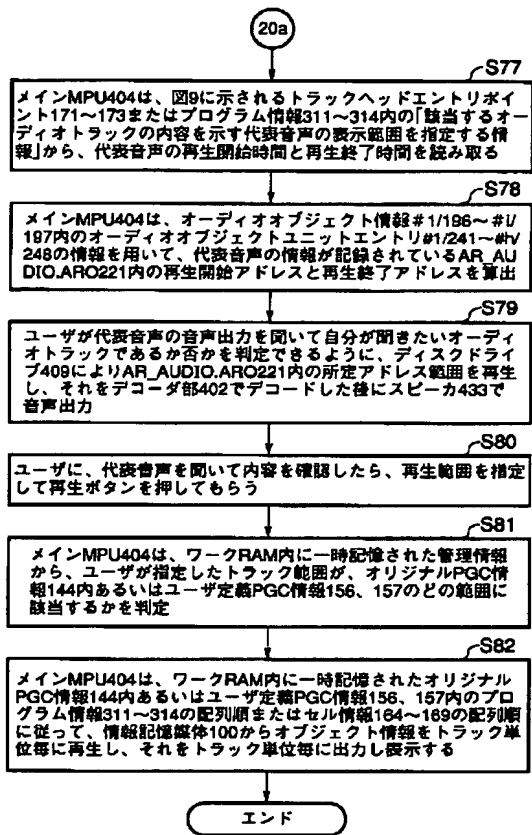 20a
S77
メインMPU404は、図9に示されるトラックヘッドエントリポイ
ント171~173またはプログラム情報311~314内の「該当するオー
ディオトラックの内容を示す代表音声の表示範囲を指定する情
報」から、代表音声の再生開始時間と再生終了時間を読み取る
S78
メインMPU404は、オーディオオブジェクト情報#1/196~#l/
197内のオーディオオブジェクトユニットエントリ#1/241~#h/
248の情報を用いて、代表音声の情報が記録されているAR_AU
DIO.ARO221内の再生開始アドレスと再生終了アドレスを算出
S79
ユーザが代表音声の音声出力を聞いて自分が聞きたいオーディ
オトラックであるか否かを判定できるように、ディスクドライ
ブ409によりAR_AUDIO.ARO221内の所定アドレス範囲を再生
し、それをデコーダ部402でデコードした後にスピーカ433で
音声出力
S80
ユーザに、代表音声を聞いて内容を確認したら、再生範囲を指定
して再生ボタンを押してもらう
S81
メインMPU404は、ワークRAM内に一時記憶された管理情報
から、ユーザが指定したトラック範囲が、オリジナルPGC情
報144内あるいはユーザ定義PGC情報156、157のどの範囲に
該当するかを判定
S82
メインMPU404は、ワークRAM内に一時記憶されたオリジナル
PGC情報144内あるいはユーザ定義PGC情報156、157内のプロ
グラム情報311~314の配列順またはセル情報164~169の配列順
に従って、情報記憶媒体100からオブジェクト情報をトラック単
位毎に再生し、それをトラック単位毎に出力し表示する
エンド